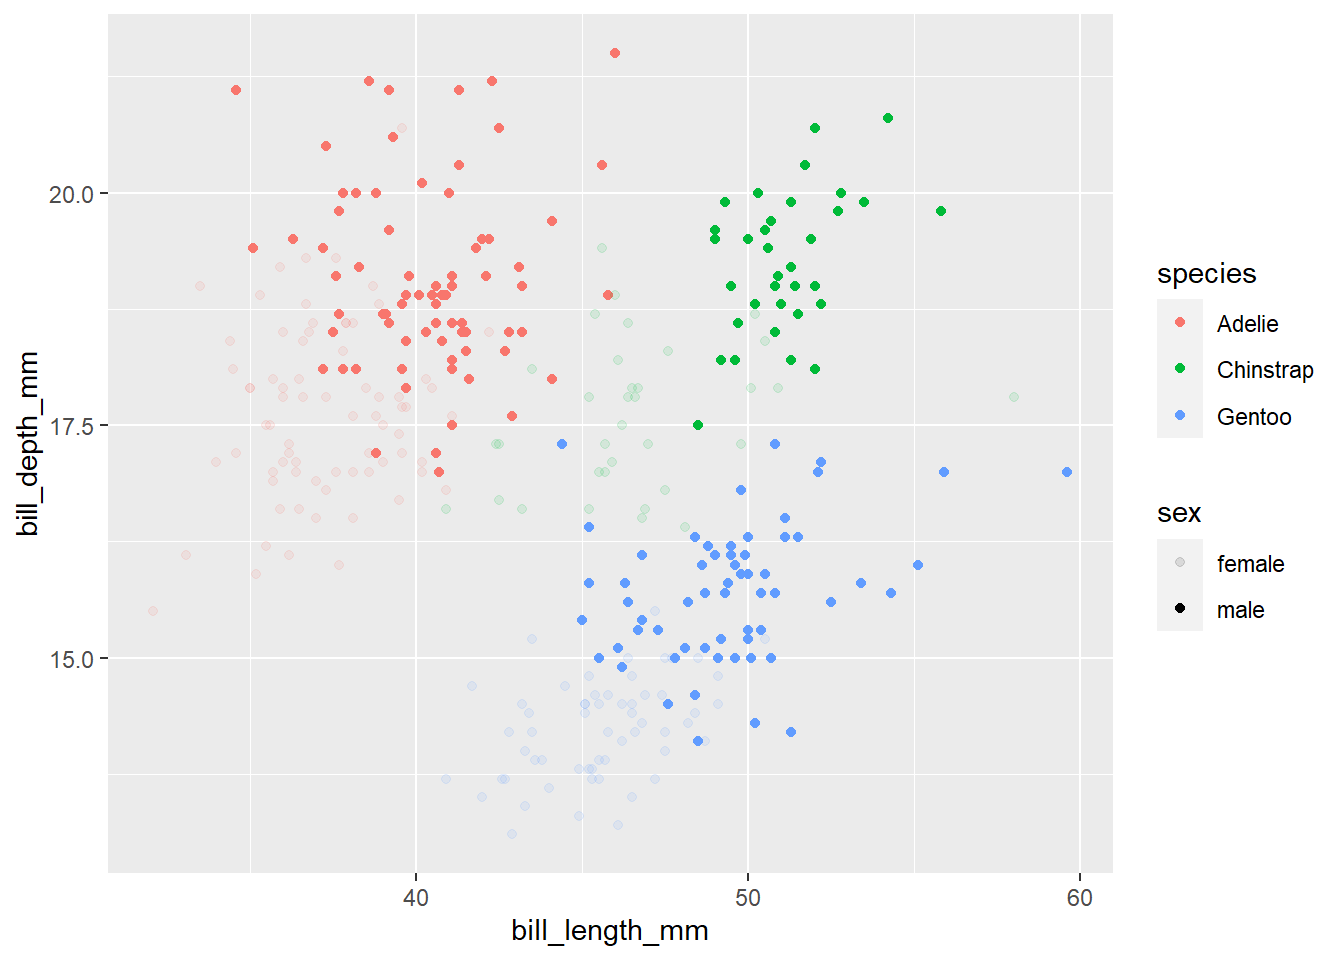 20.0
17.5
15.0
bill_depth_mm
40
50
60
bill_length_mm
species
Adelie
Chinstrap
Gentoo
sex
female
male